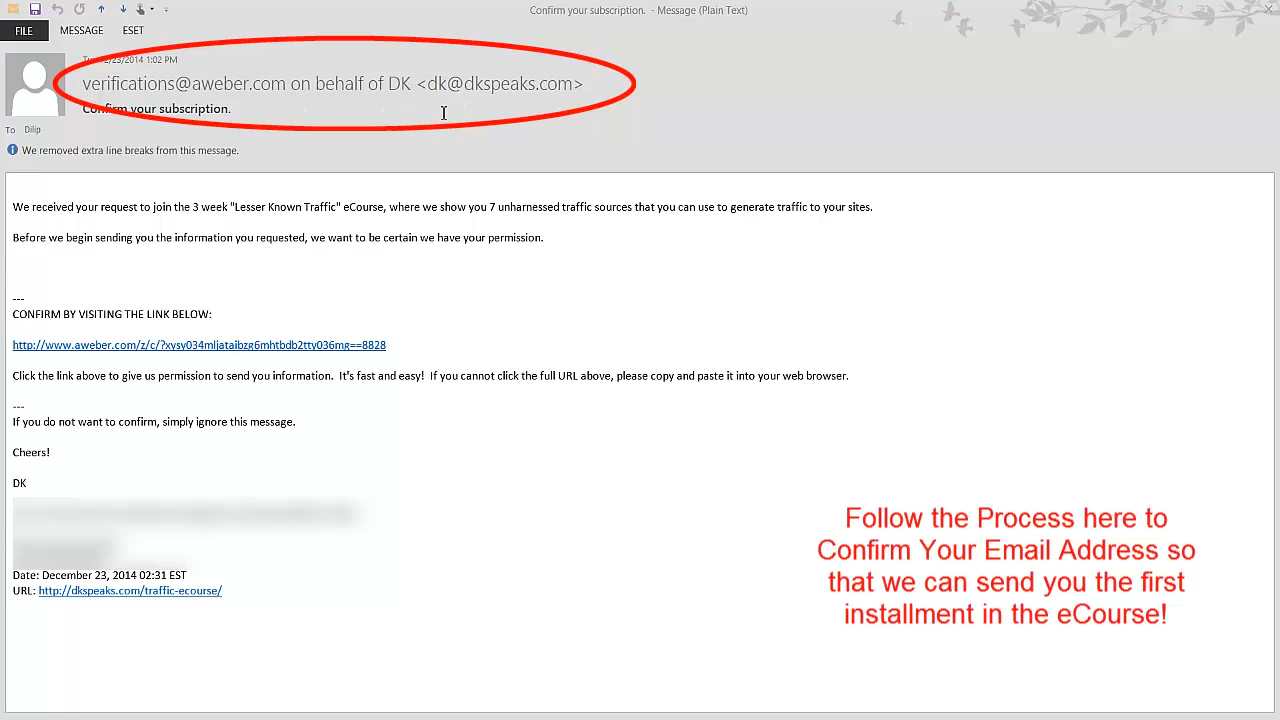 Confirm your subscription. - Message (Plain Text)
FILE MESSAGE ESET
12/23/2014 1:02 PM
verifications@aweber.com on behalf of DK <dk@dkspeaks.com>
Confirm your subscription.
To Dilip
We removed extra line breaks from this message.
We received your request to join the 3 week "Lesser Known Traffic" eCourse, where we show you 7 unharnessed traffic sources that you can use to generate traffic to your sites.
Before we begin sending you the information you requested, we want to be certain we have your permission.
---
CONFIRM BY VISITING THE LINK BELOW:
http://www.aweber.com/z/c/?xysy034mljataibzg6mhtbdb2tty036mg==8828
Click the link above to give us permission to send you information.  It's fast and easy!  If you cannot click the full URL above, please copy and paste it into your web browser.
---
If you do not want to confirm, simply ignore this message.
Cheers!
DK
Date: December 23, 2014 02:31 EST
URL: http://dkspeaks.com/traffic-ecourse/
Follow the Process here to
Confirm Your Email Address so
that we can send you the first
installment in the eCourse!